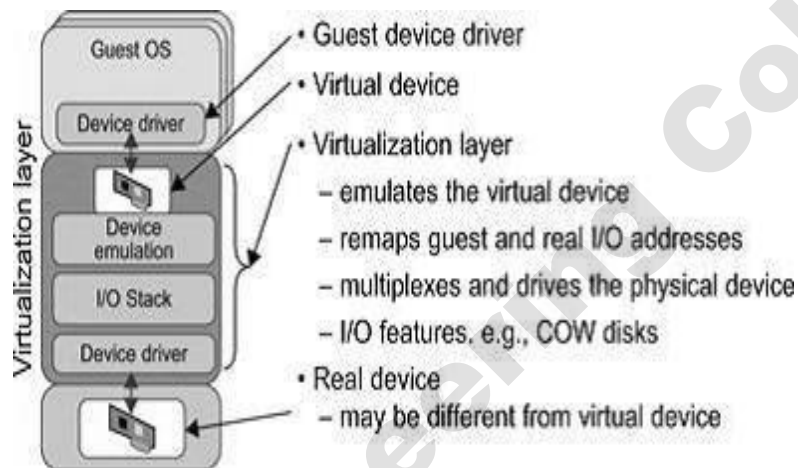 Guest OS
Device driver
Virtualization layer
Device
emulation
I/O Stack
Device driver
• Guest device driver
• Virtual device
• Virtualization layer
– emulates the virtual device
– remaps guest and real I/O addresses
– multiplexes and drives the physical device
– I/O features, e.g., COW disks
• Real device
– may be different from virtual device
eering Col